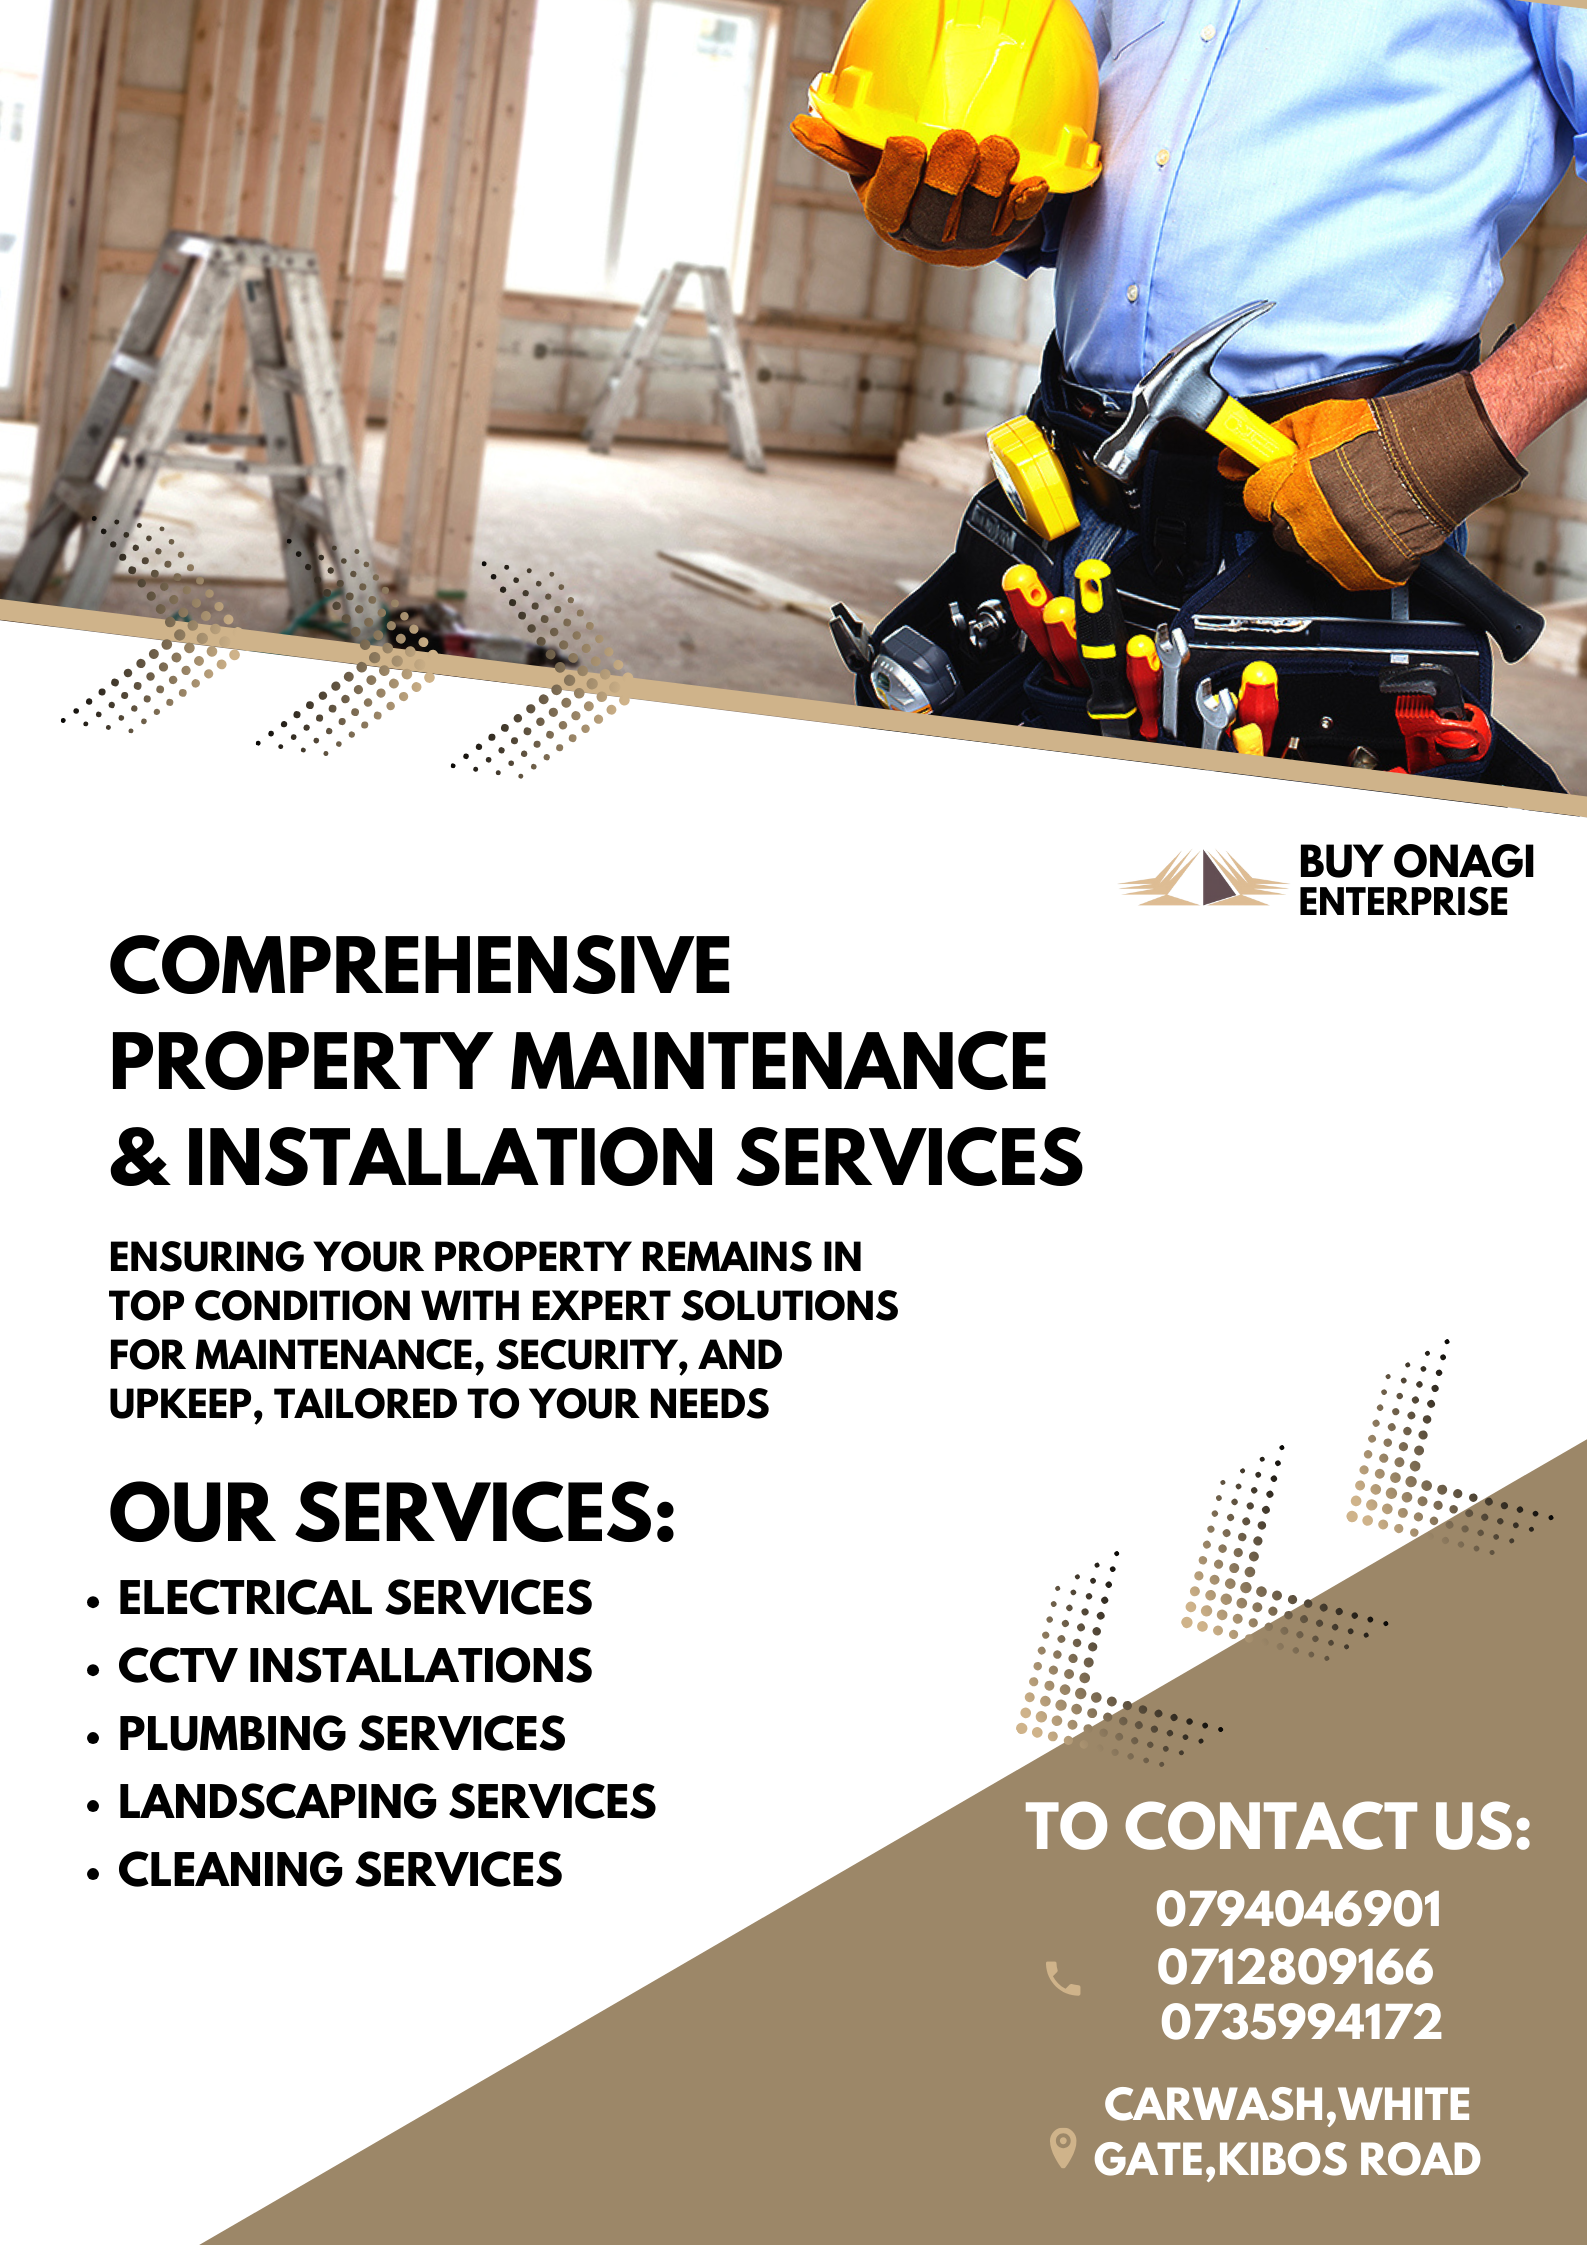 BUY ONAGI
ENTERPRISE
COMPREHENSIVE
PROPERTY MAINTENANCE
& INSTALLATION SERVICES
ENSURING YOUR PROPERTY REMAINS IN
TOP CONDITION WITH EXPERT SOLUTIONS
FOR MAINTENANCE, SECURITY, AND
UPKEEP, TAILORED TO YOUR NEEDS
OUR SERVICES:
• ELECTRICAL SERVICES
• CCTV INSTALLATIONS
• PLUMBING SERVICES
• LANDSCAPING SERVICES
• CLEANING SERVICES
TO CONTACT US:
0794046901
0712809166
0735994172
CARWASH,WHITE
GATE,KIBOS ROAD